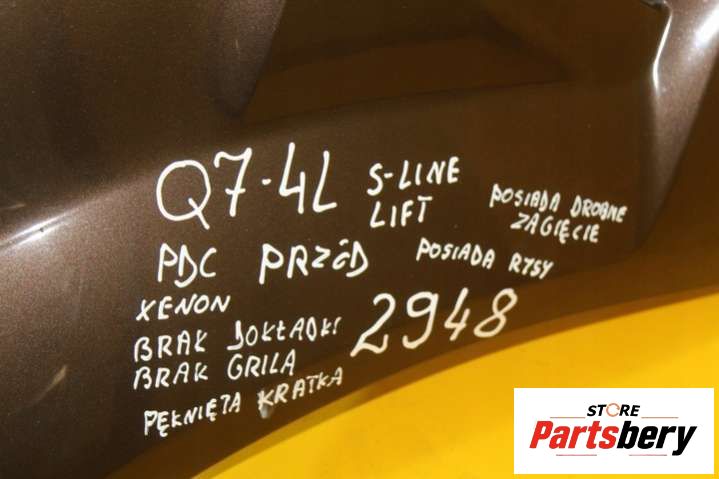 Q7-4L S-LINE
LIFT
POSIADA DROBNE
ZAGIĘCIE
PDC PRZÓD POSIADA RYSY
XENON
BRAK DOKŁADKI 2948
BRAK GRILA
PĘKNIĘTA KRATKA
STORE
Partsbery